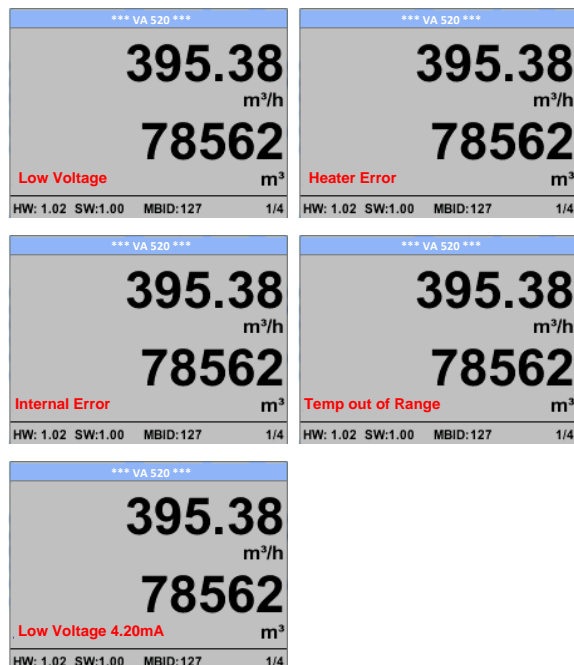 *** VA 520 ***
395.38
m³/h
78562
Low Voltage m³
HW: 1.02 SW:1.00 MBID:127 1/4
*** VA 520 ***
395.38
m³/h
78562
Heater Error m³
HW: 1.02 SW:1.00 MBID:127 1/4
*** VA 520 ***
395.38
m³/h
78562
Internal Error m³
HW: 1.02 SW:1.00 MBID:127 1/4
*** VA 520 ***
395.38
m³/h
78562
Temp out of Range m³
HW: 1.02 SW:1.00 MBID:127 1/4
*** VA 520 ***
395.38
m³/h
78562
Low Voltage 4.20mA m³
HW: 1.02 SW:1.00 MBID:127 1/4